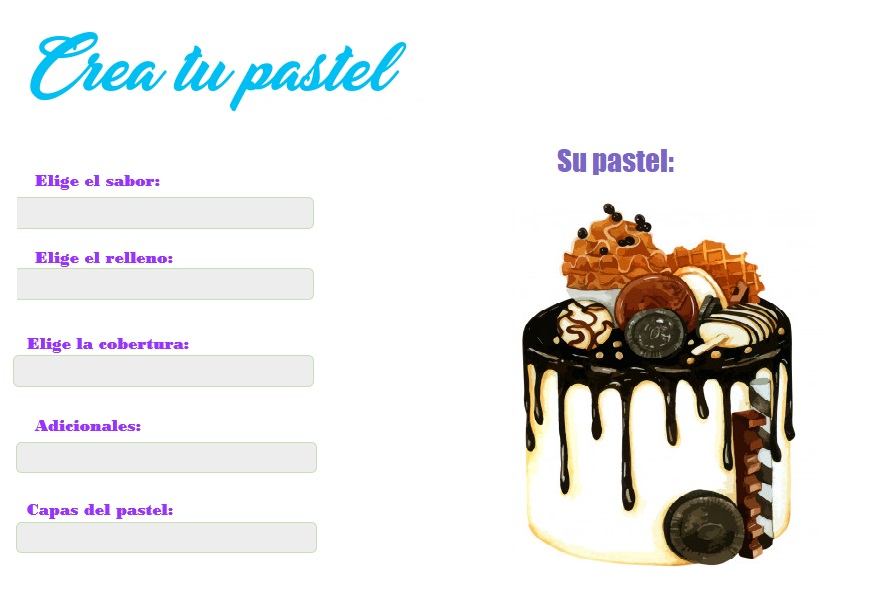 Crea tu pastel
Su pastel:
Elige el sabor:
Elige el relleno:
Elige la cobertura:
Adicionales:
Capas del pastel: